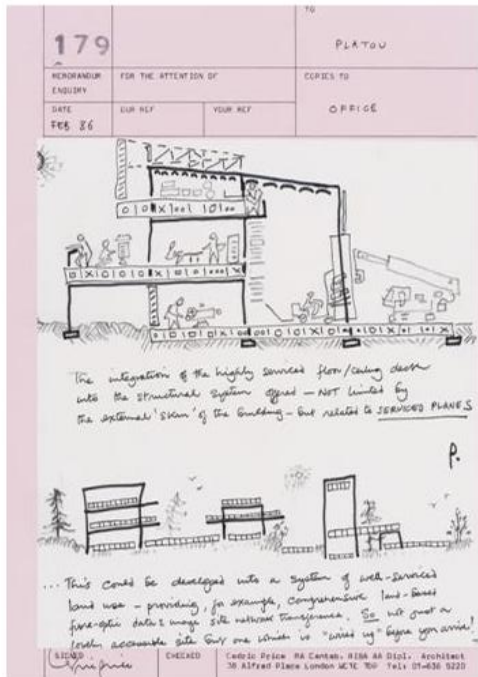 TO
179
PLATOU
MEMORANDUM
ENQUIRY
FOR THE ATTENTION OF
COPIES TO
DATE
OUR REF
YOUR REF
OFFICE
FEB 86
The integration of the highly serviced floor/ceiling deck
into the structural system offered – NOT limited by
the external 'skin' of the building – but related to SERVICED PLANES
P.
... This could be developed into a system of well-serviced
land use – providing, for example, comprehensive land-based
fibre-optic data & image site network transference. So not just a
lovely accessible site but one which is "wired up" before you arrive!
SIGNED
CHECKED
Cedric Price MA Cantab. RIBA AA Dipl. Architect
38 Alfred Place London WC1E 7DP Tel: 01-636 5220